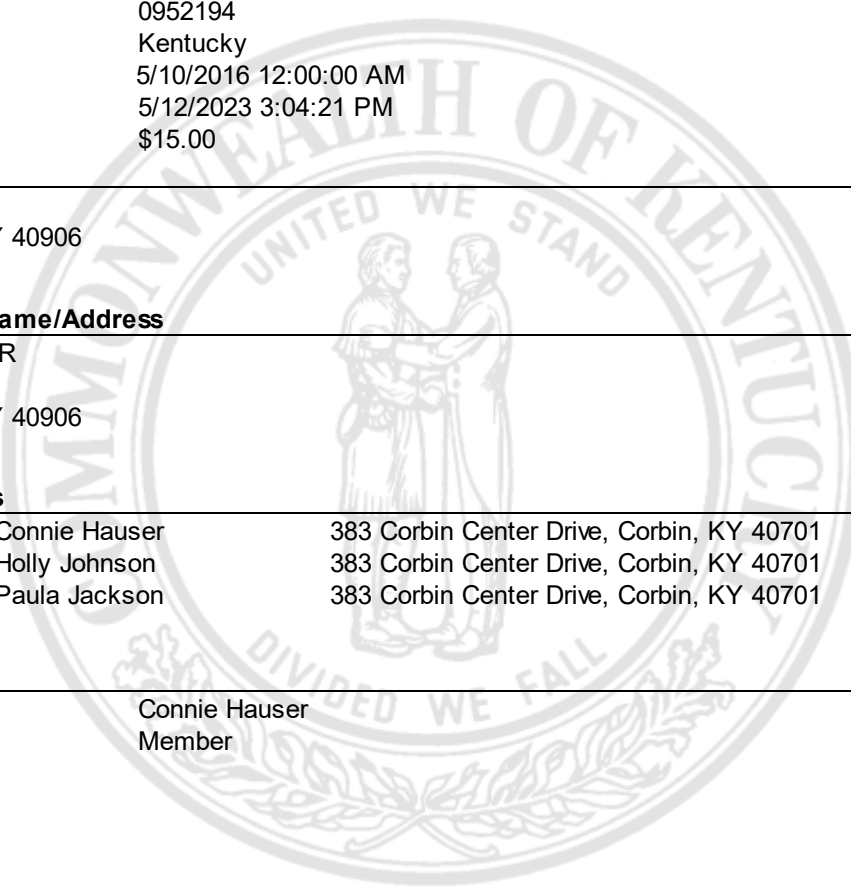 0952194
Kentucky
5/10/2016 12:00:00 AM
5/12/2023 3:04:21 PM
$15.00
40906
ame/Address
R
40906
s
Connie Hauser 383 Corbin Center Drive, Corbin, KY 40701
Holly Johnson 383 Corbin Center Drive, Corbin, KY 40701
Paula Jackson 383 Corbin Center Drive, Corbin, KY 40701
Connie Hauser
Member
COMMONWEALTH OF KENTUCKY
UNITED WE STAND
DIVIDED WE FALL